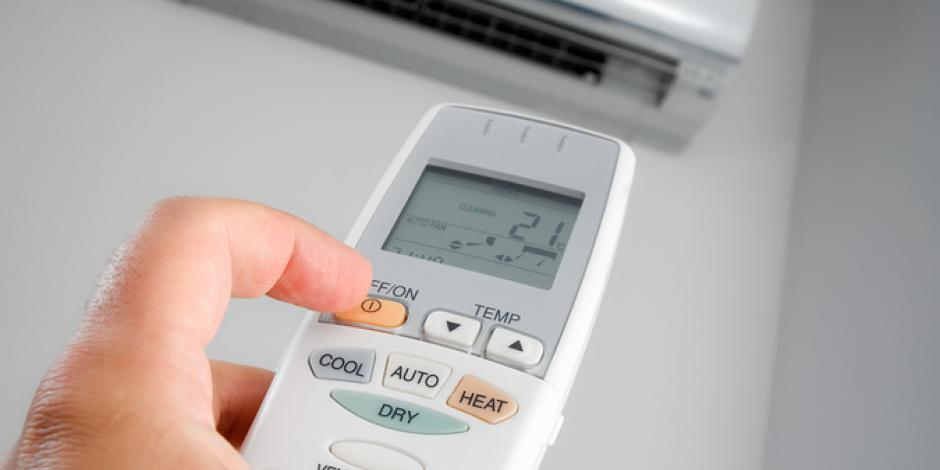 CLEANING
21°C
AUTO FAN
FF/ON
TEMP
COOL
AUTO
HEAT
DRY